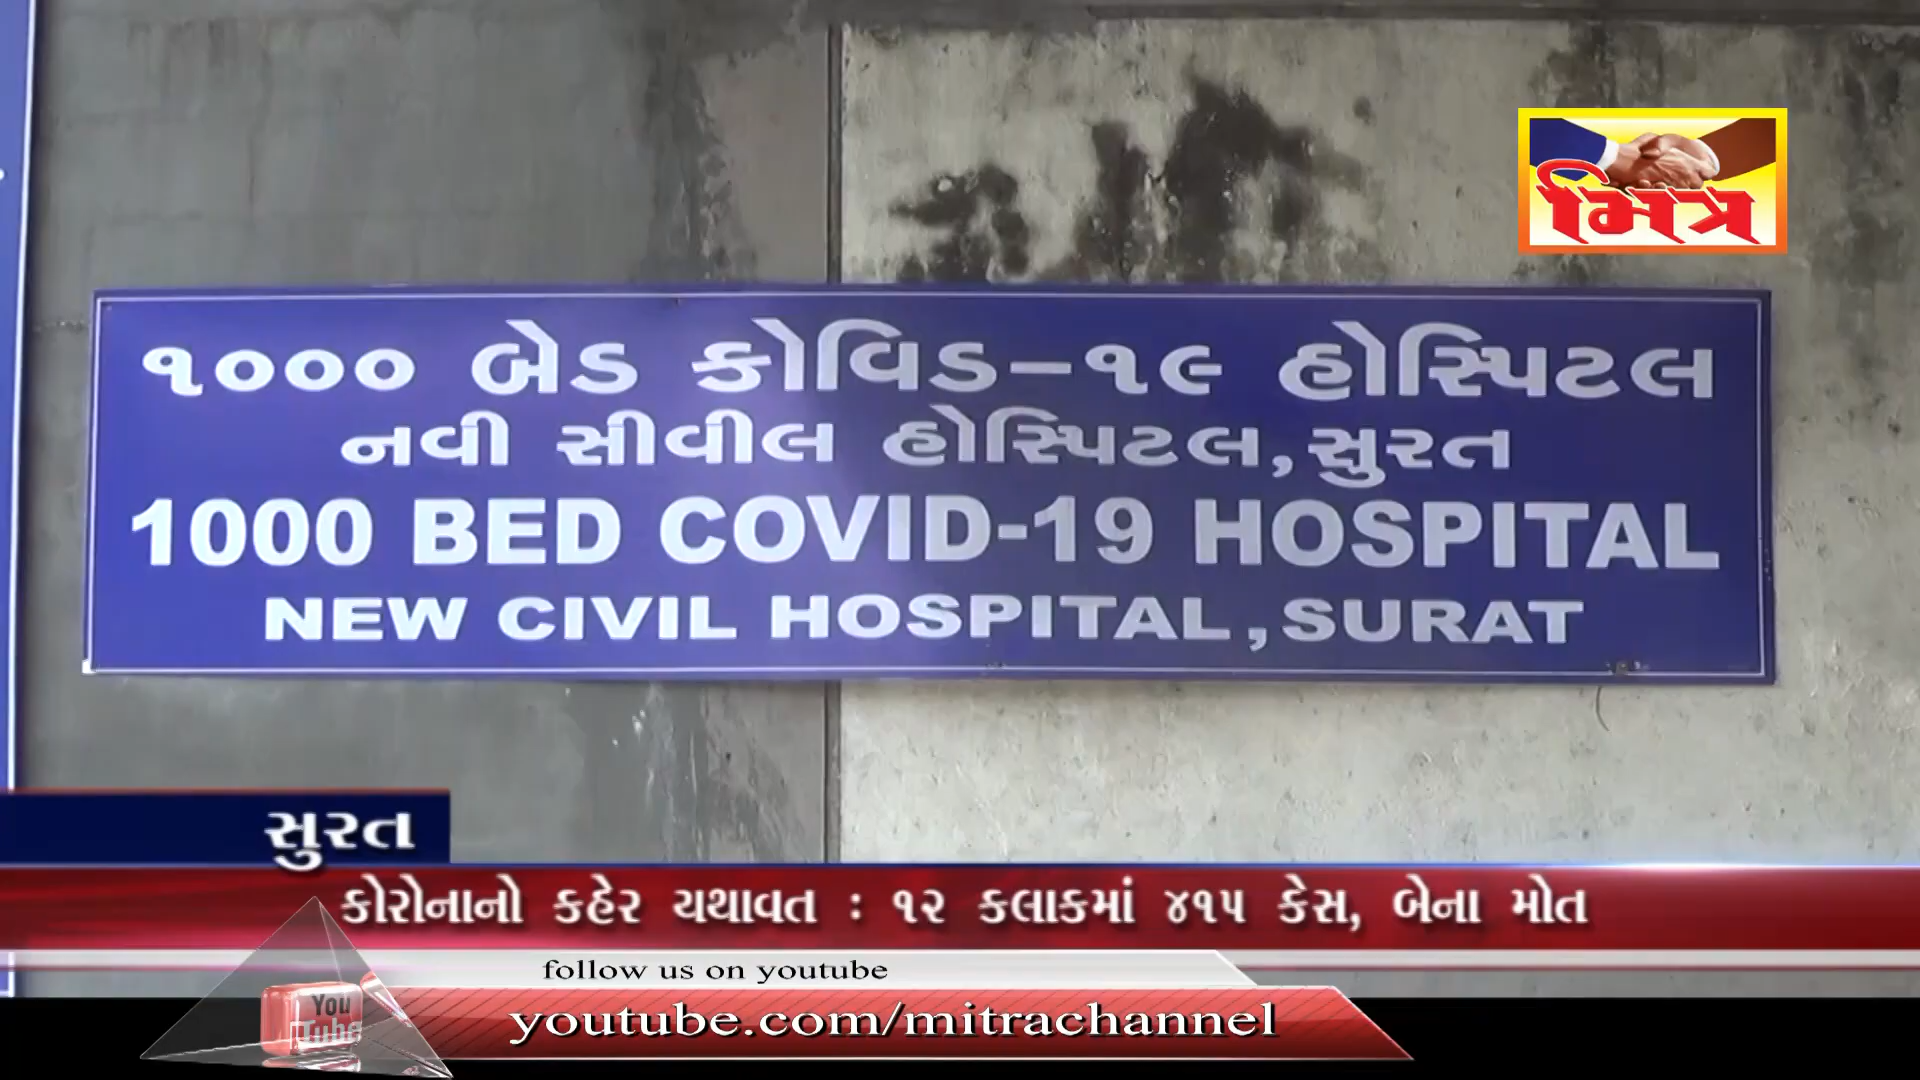 મિત્ર
૧૦૦૦ બેડ કોવિડ-૧૯ હોસ્પિટલ
નવી સીવીલ હોસ્પિટલ,સુરત
1000 BED COVID-19 HOSPITAL
NEW CIVIL HOSPITAL,SURAT
સુરત
કોરોનાનો કહેર યથાવત : ૧૨ કલાકમાં ૪૧૫ કેસ, બેના મોત
follow us on youtube
You
Tube
youtube.com/mitrachannel